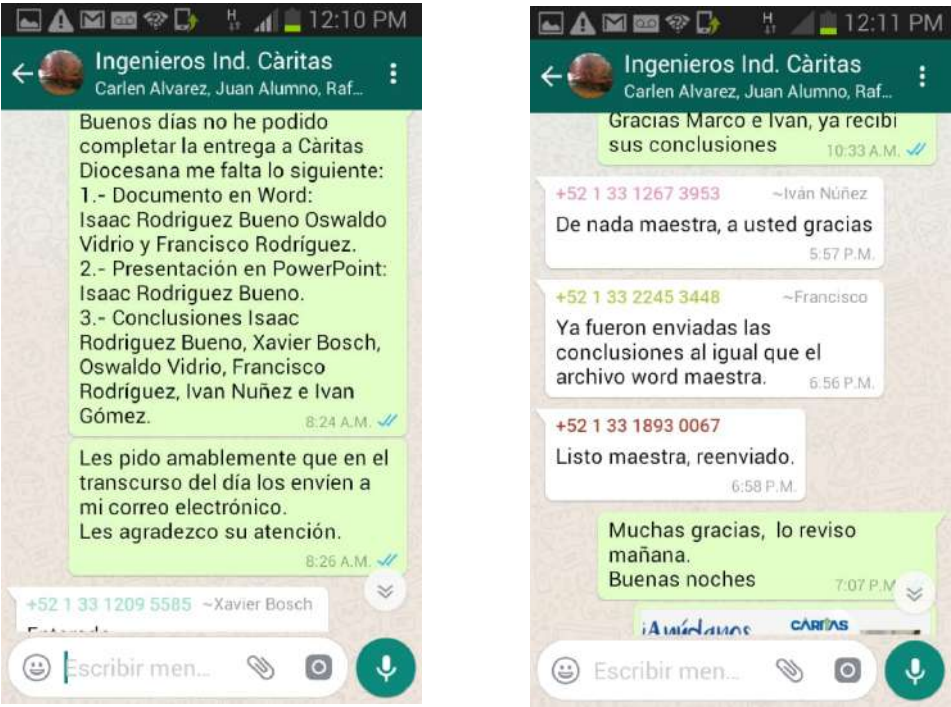 12:10 PM
Ingenieros Ind. Càritas
Carlen Alvarez, Juan Alumno, Raf...
Buenos días no he podido
completar la entrega a Càritas
Diocesana me falta lo siguiente:
1.- Documento en Word:
Isaac Rodriguez Bueno Oswaldo
Vidrio y Francisco Rodríguez.
2.- Presentación en PowerPoint:
Isaac Rodriguez Bueno.
3.- Conclusiones Isaac
Rodriguez Bueno, Xavier Bosch,
Oswaldo Vidrio, Francisco
Rodríguez, Ivan Nuñez e Ivan
Gómez.
8:24 A.M.
Les pido amablemente que en el
transcurso del día los envíen a
mi correo electrónico.
Les agradezco su atención.
8:26 A.M.
+52 1 33 1209 5585 ~Xavier Bosch
Escribir men...
12:11 PM
Ingenieros Ind. Càritas
Carlen Alvarez, Juan Alumno, Raf...
Gracias Marco e Ivan, ya recibi
sus conclusiones
10:33 A.M.
+52 1 33 1267 3953 ~Iván Núñez
De nada maestra, a usted gracias
5:57 P.M.
+52 1 33 2245 3448 ~Francisco
Ya fueron enviadas las
conclusiones al igual que el
archivo word maestra.
6:56 P.M.
+52 1 33 1893 0067
Listo maestra, reenviado.
6:58 P.M.
Muchas gracias, lo reviso
mañana.
Buenas noches
7:07 P.M
¡Ayúdanos
CÀRITAS
Escribir men...